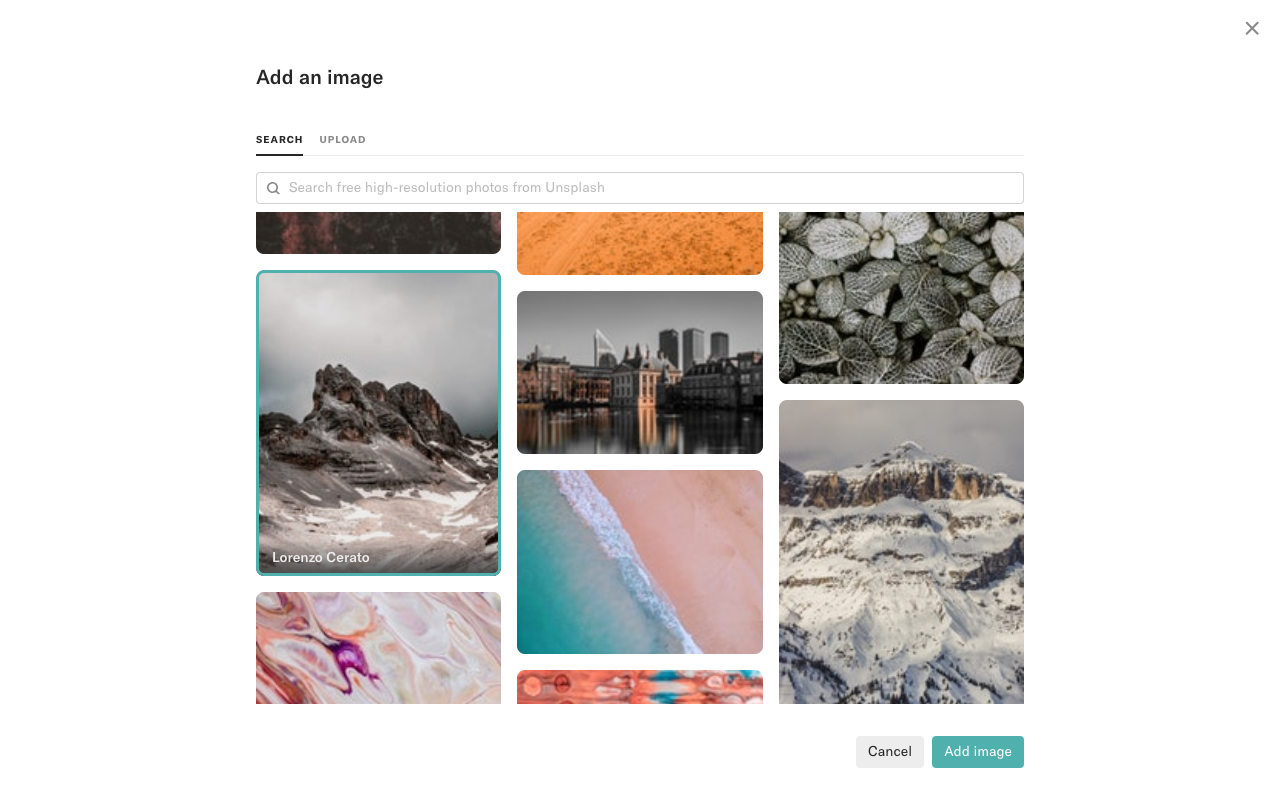 Add an image
SEARCH
UPLOAD
Search free high-resolution photos from Unsplash
Lorenzo Cerato
Cancel
Add image